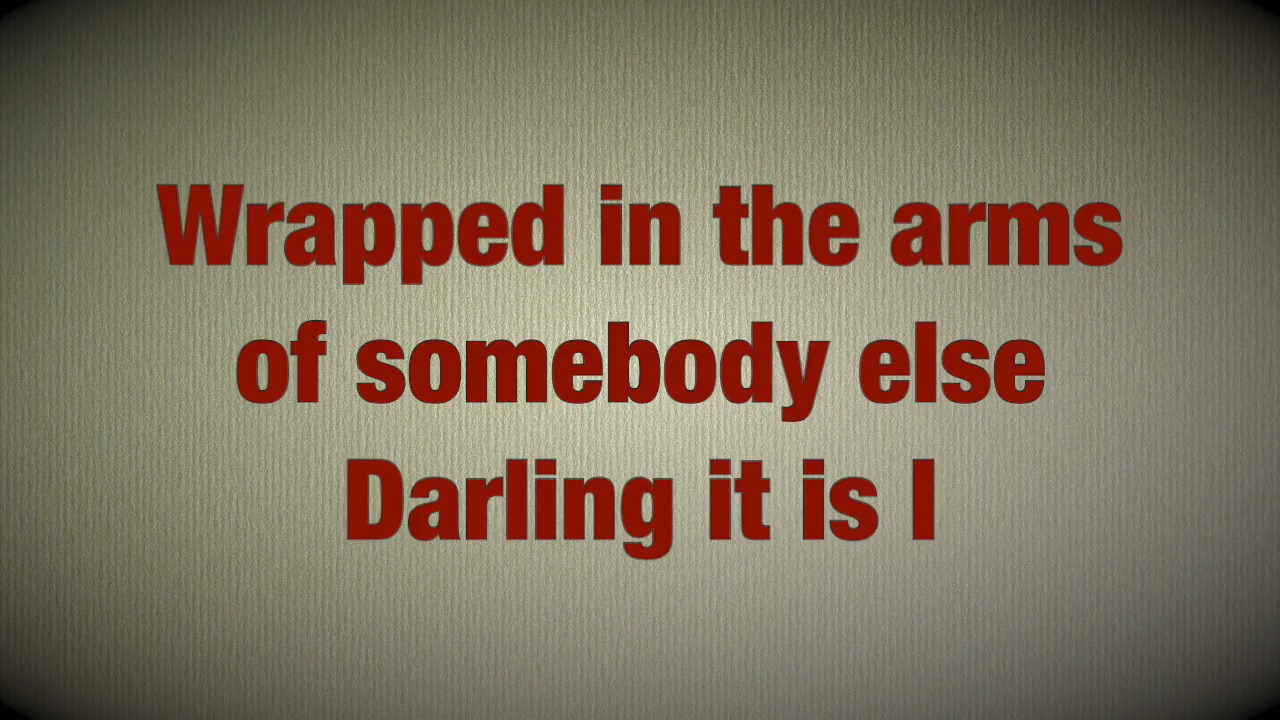 Wrapped in the arms
of somebody else
Darling it is I